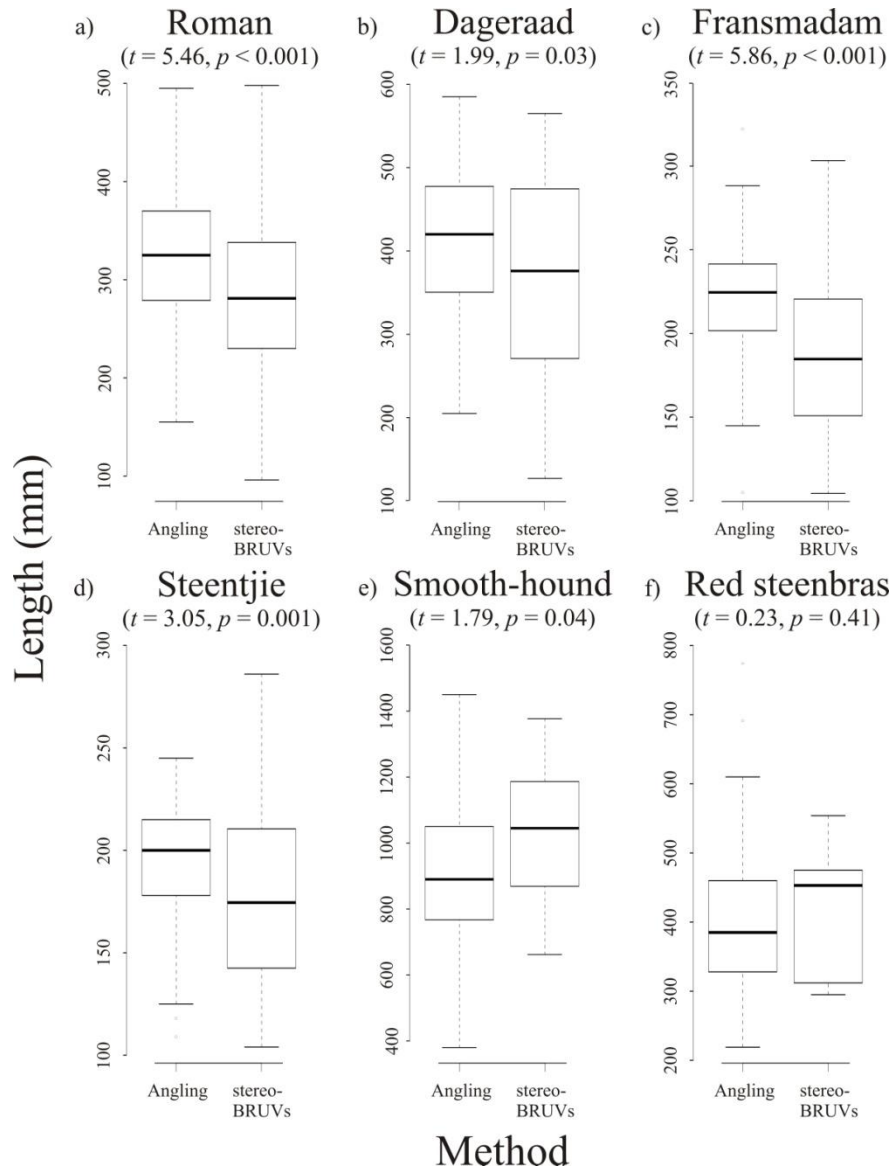 a) Roman
(t = 5.46, p < 0.001)
b) Dageraad
(t = 1.99, p = 0.03)
c) Fransmadam
(t = 5.86, p < 0.001)
500
400
300
200
100
600
500
400
300
200
100
350
300
250
200
150
100
Angling
stereo-
BRUVs
Angling
stereo-
BRUVs
Angling
stereo-
BRUVs
Length (mm)
d) Steentjie
(t = 3.05, p = 0.001)
e) Smooth-hound
(t = 1.79, p = 0.04)
f) Red steenbras
(t = 0.23, p = 0.41)
300
250
200
150
100
1600
1400
1200
1000
800
600
400
800
700
600
500
400
300
200
Angling
stereo-
BRUVs
Angling
stereo-
BRUVs
Angling
stereo-
BRUVs
Method